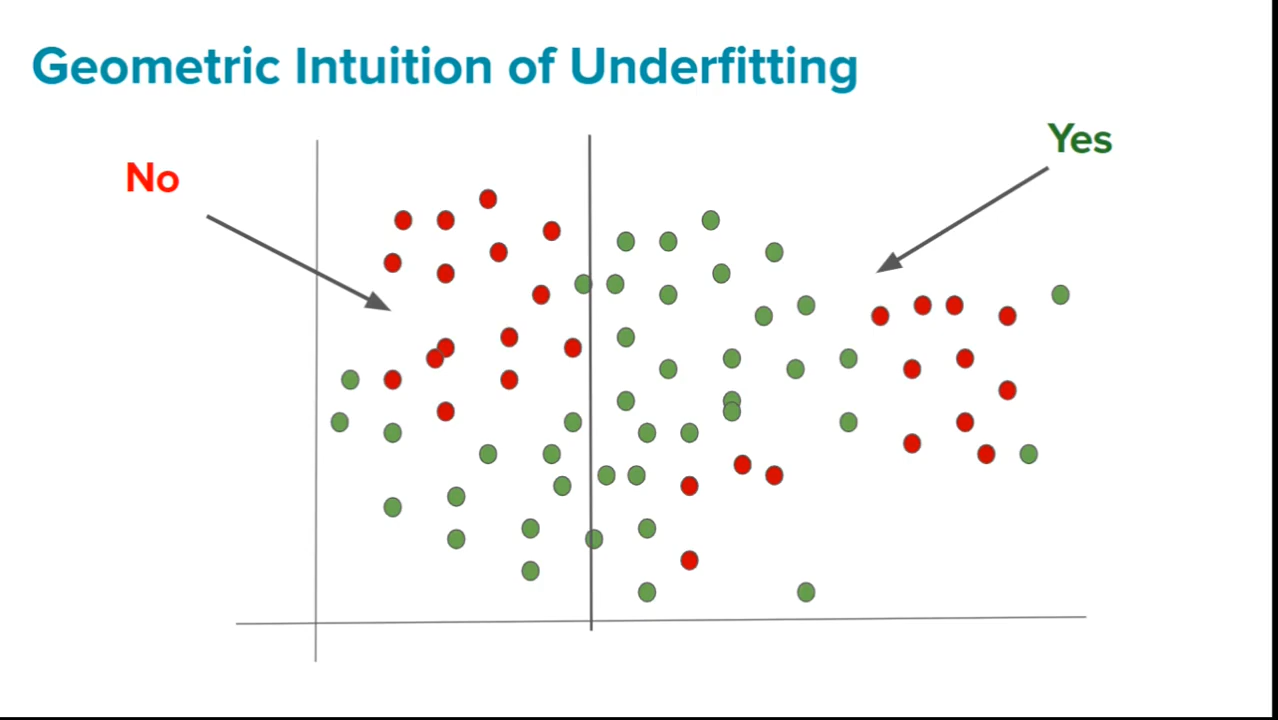 Geometric Intuition of Underfitting
No
Yes